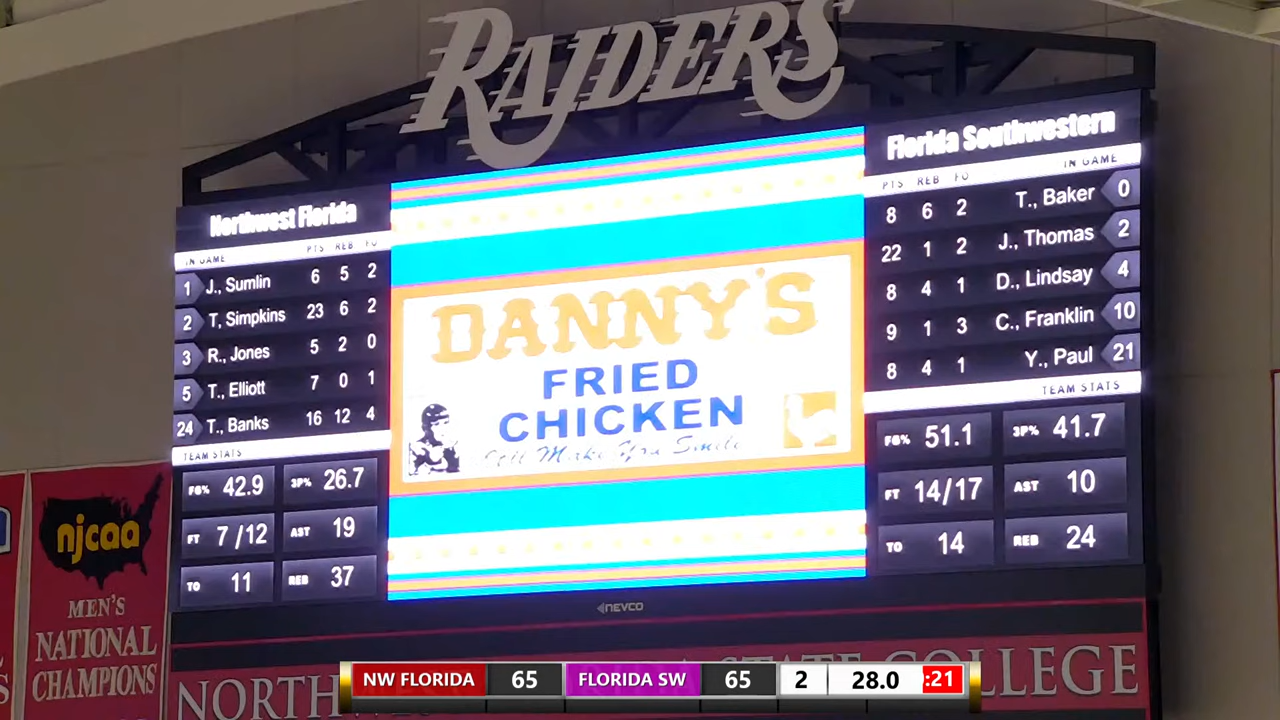 RAIDERS
Northwest Florida
IN GAME PTS REB FO
1 J., Sumlin 6 5 2
2 T, Simpkins 23 6 2
3 R., Jones 5 2 0
5 T., Elliott 7 0 1
24 T., Banks 16 12 4
TEAM STATS
FG% 42.9 3P% 26.7
FT 7/12 AST 19
TO 11 REB 37
DANNY'S
FRIED
CHICKEN
Make You Smile
Florida Southwestern
IN GAME
PTS REB FO
8 6 2 T., Baker 0
22 1 2 J., Thomas 2
8 4 1 D., Lindsay 4
9 1 3 C., Franklin 10
8 4 1 Y., Paul 21
TEAM STATS
FG% 51.1 3P% 41.7
FT 14/17 AST 10
TO 14 REB 24
NEVCO
njcaa
MEN'S
NATIONAL
CHAMPIONS
STATE COLLEGE
NW FLORIDA 65 FLORIDA SW 65 2 28.0 :21